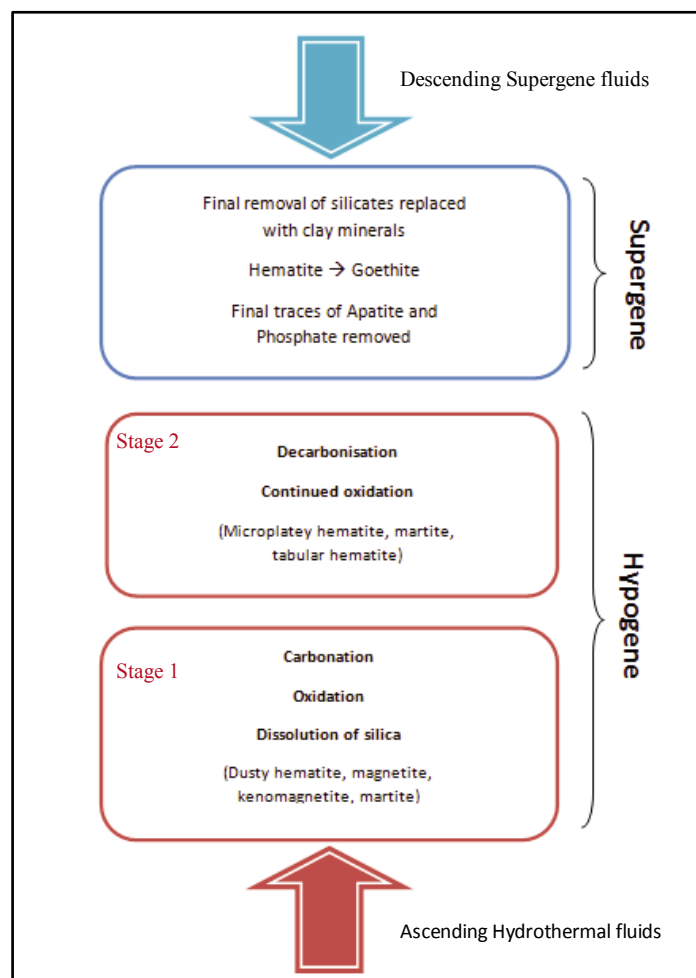 Descending Supergene fluids
Final removal of silicates replaced
with clay minerals
Hematite → Goethite
Final traces of Apatite and
Phosphate removed
Supergene
Stage 2
Decarbonisation
Continued oxidation
(Microplatey hematite, martite,
tabular hematite)
Stage 1
Carbonation
Oxidation
Dissolution of silica
(Dusty hematite, magnetite,
kenomagnetite, martite)
Hypogene
Ascending Hydrothermal fluids